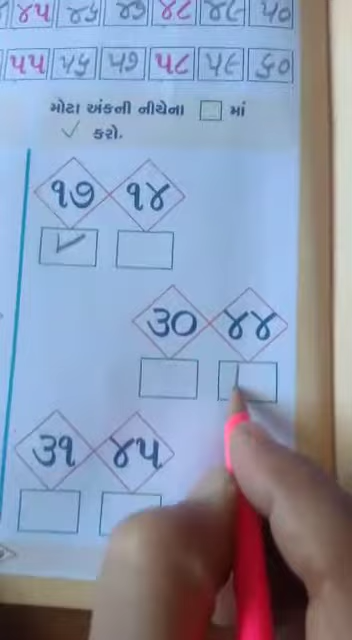 ૪૫ ૪૬ ૪૭ ૪૮ ૪૯ ૫૦
૫૫ ૫૬ ૫૭ ૫૮ ૫૯ ૬૦
મોટા અંકની નીચેના □ માં
✓ કરો.
૧૭ ૧૪
✓
૩૦ ૪૪
૩૧ ૪૫